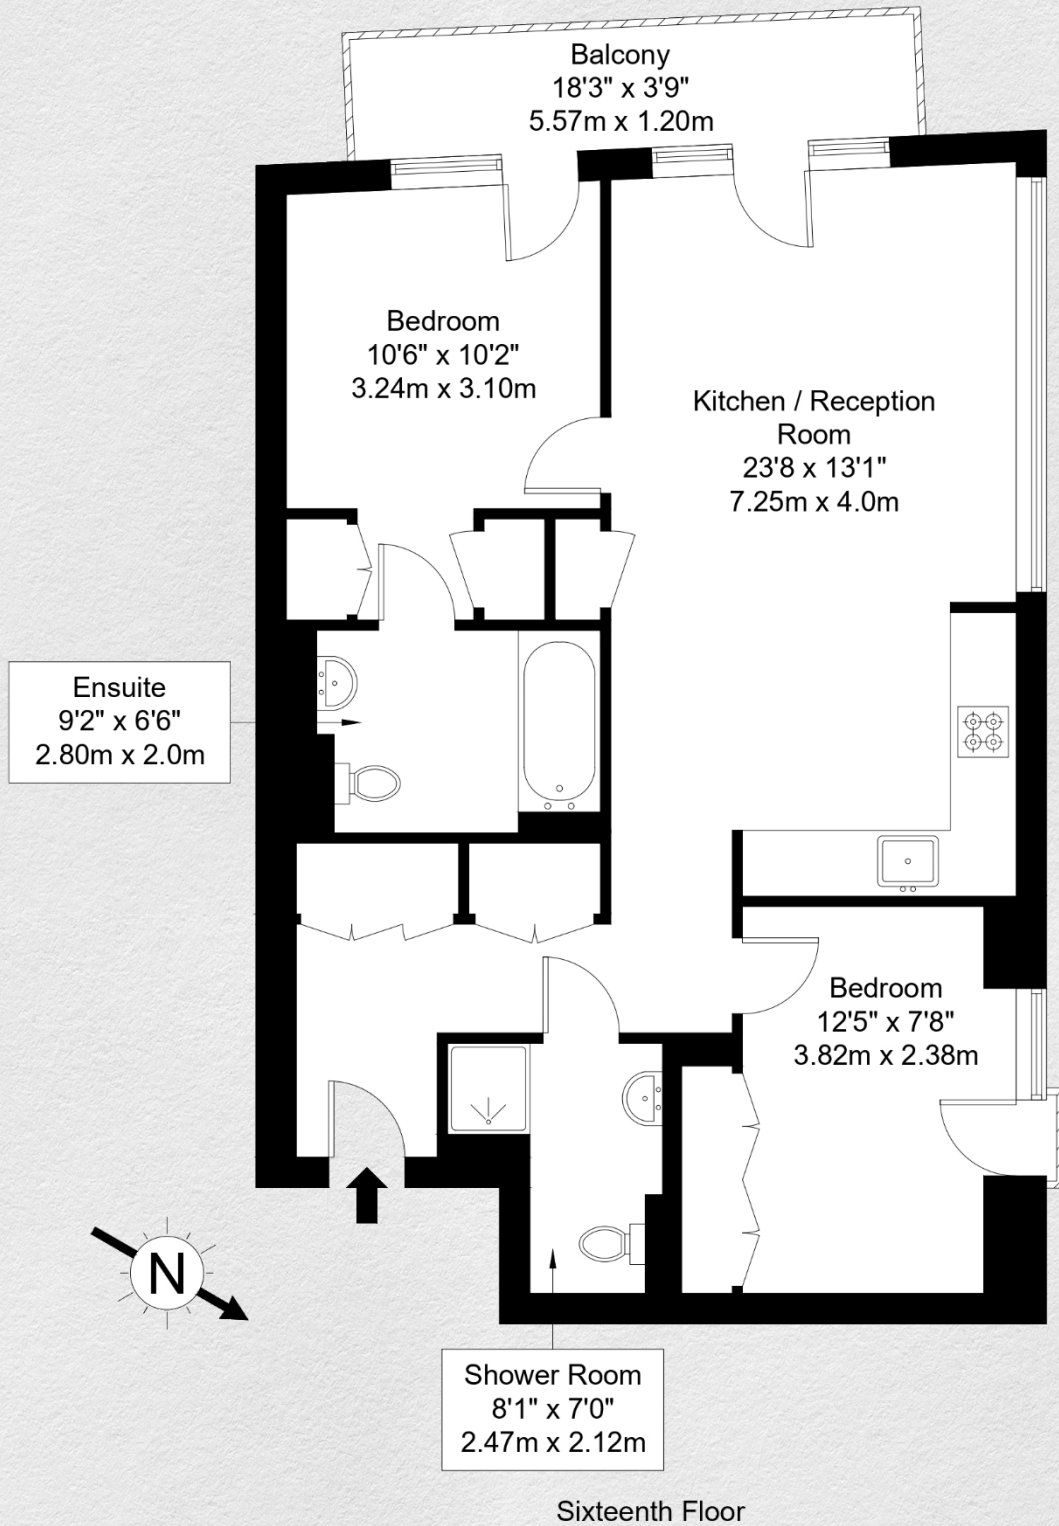 Balcony
18'3" x 3'9"
5.57m x 1.20m
Bedroom
10'6" x 10'2"
3.24m x 3.10m
Kitchen / Reception
Room
23'8 x 13'1"
7.25m x 4.0m
Ensuite
9'2" x 6'6"
2.80m x 2.0m
Bedroom
12'5" x 7'8"
3.82m x 2.38m
N
Shower Room
8'1" x 7'0"
2.47m x 2.12m
Sixteenth Floor